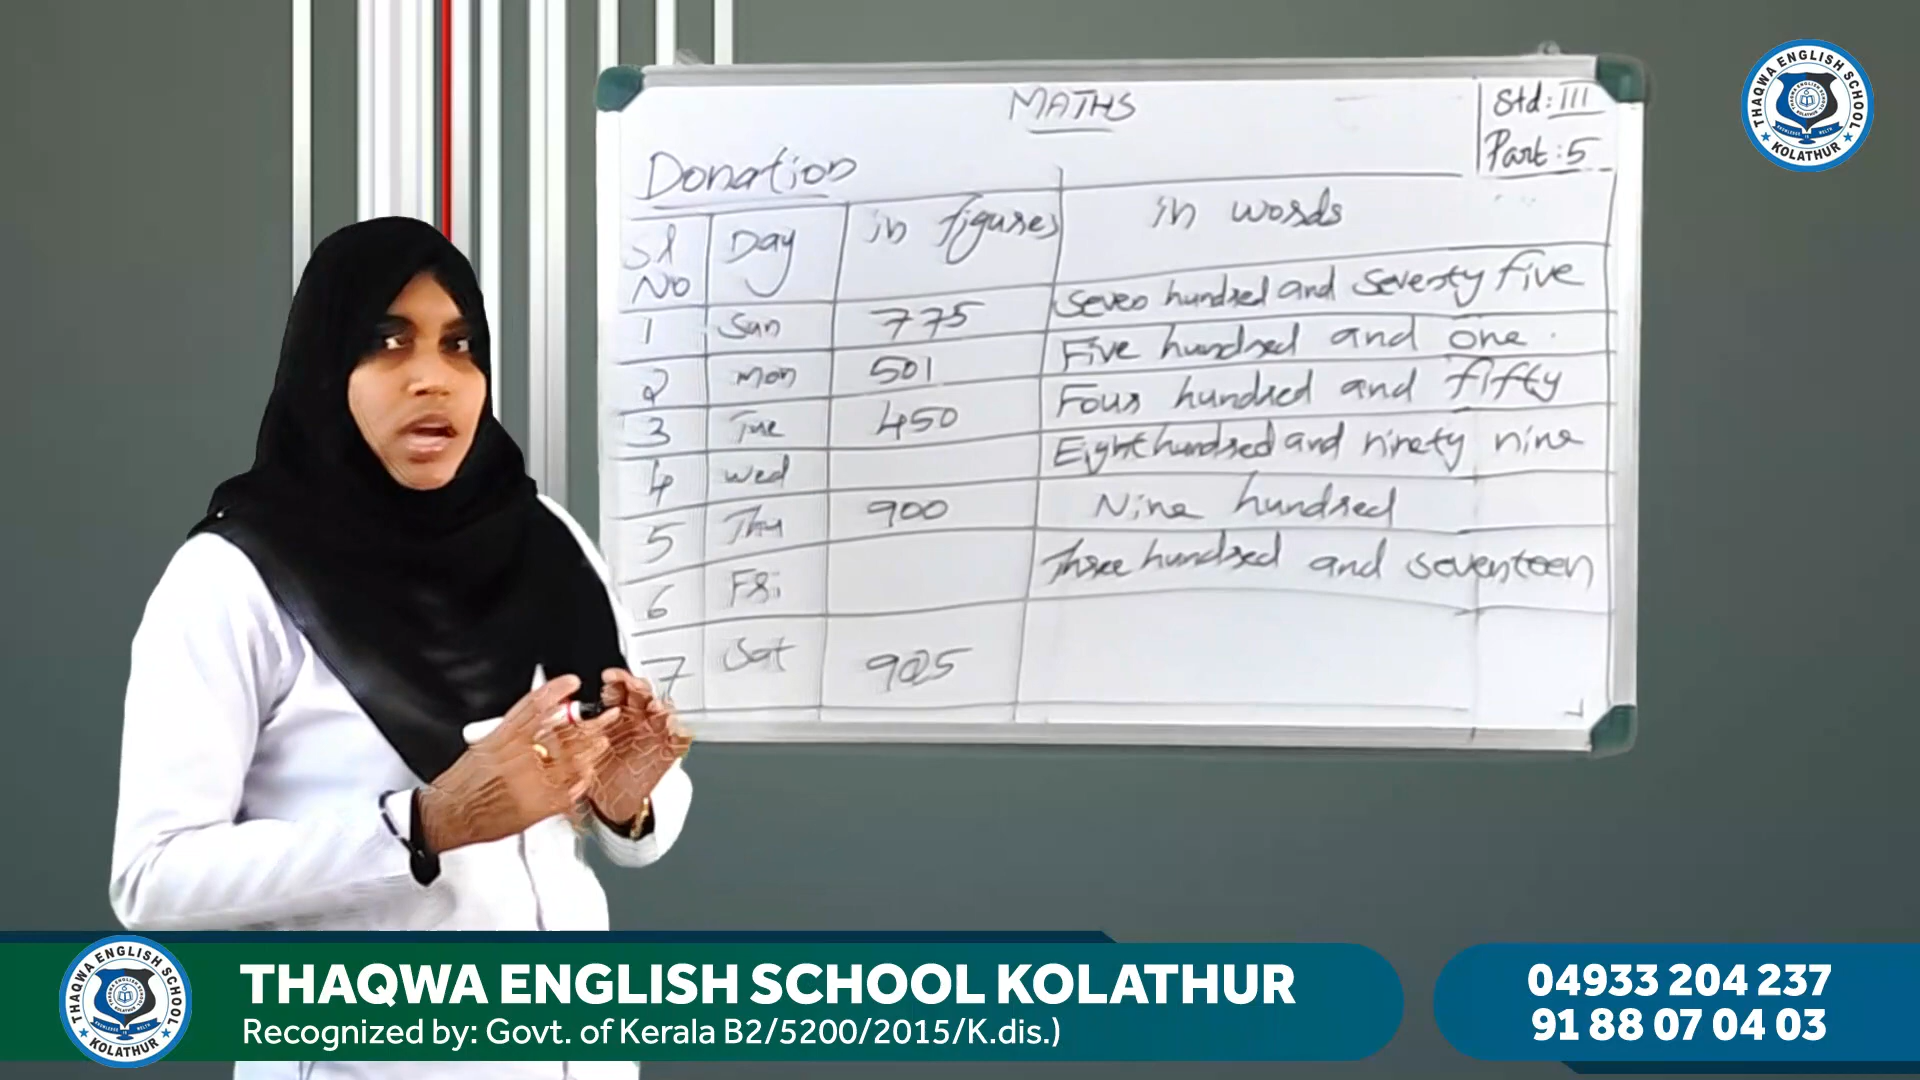 MATHS
Std: III
Part: 5
Donation
Sl No Day in figures in words
1 Sun 775 Seven hundred and seventy five
2 Mon 501 Five hundred and one.
3 Tue 450 Four hundred and fifty
4 Wed Eight hundred and ninety nine
5 Thu 900 Nine hundred
6 Fri Three hundred and seventeen
7 Sat 925
THAQWA ENGLISH SCHOOL
KOLATHUR
THAQWA ENGLISH SCHOOL
KOLATHUR
THAQWA ENGLISH SCHOOL KOLATHUR
Recognized by: Govt. of Kerala B2/5200/2015/K.dis.)
04933 204 237
91 88 07 04 03